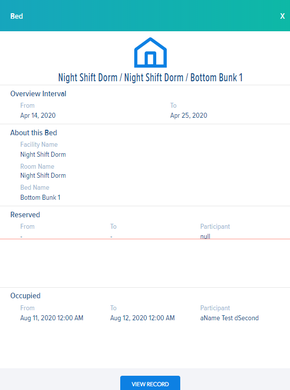 Bed X
Night Shift Dorm / Night Shift Dorm / Bottom Bunk 1
Overview Interval
From To
Apr 14, 2020 Apr 25, 2020
About this Bed
Facility Name
Night Shift Dorm
Room Name
Night Shift Dorm
Bed Name
Bottom Bunk 1
Reserved
From To Participant
- - null
Occupied
From To Participant
Aug 11, 2020 12:00 AM Aug 12, 2020 12:00 AM aName Test dSecond
VIEW RECORD